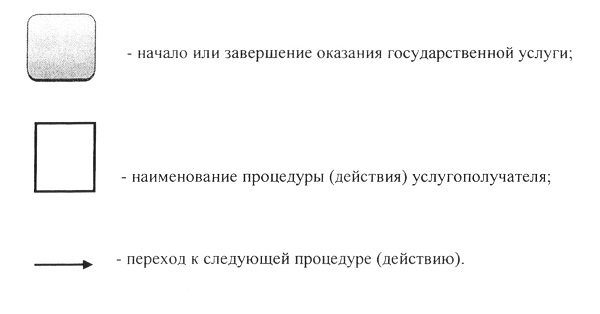 - начало или завершение оказания государственной услуги;
- наименование процедуры (действия) услугополучателя;
- переход к следующей процедуре (действию).